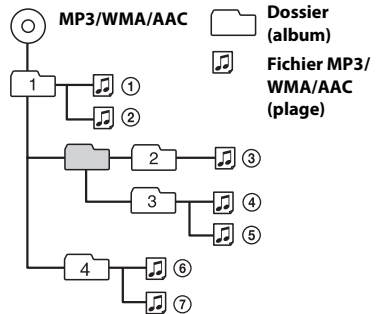 MP3/WMA/AAC
Dossier
(album)
Fichier MP3/
WMA/AAC
(plage)
1
①
②
2
③
3
④
⑤
4
⑥
⑦